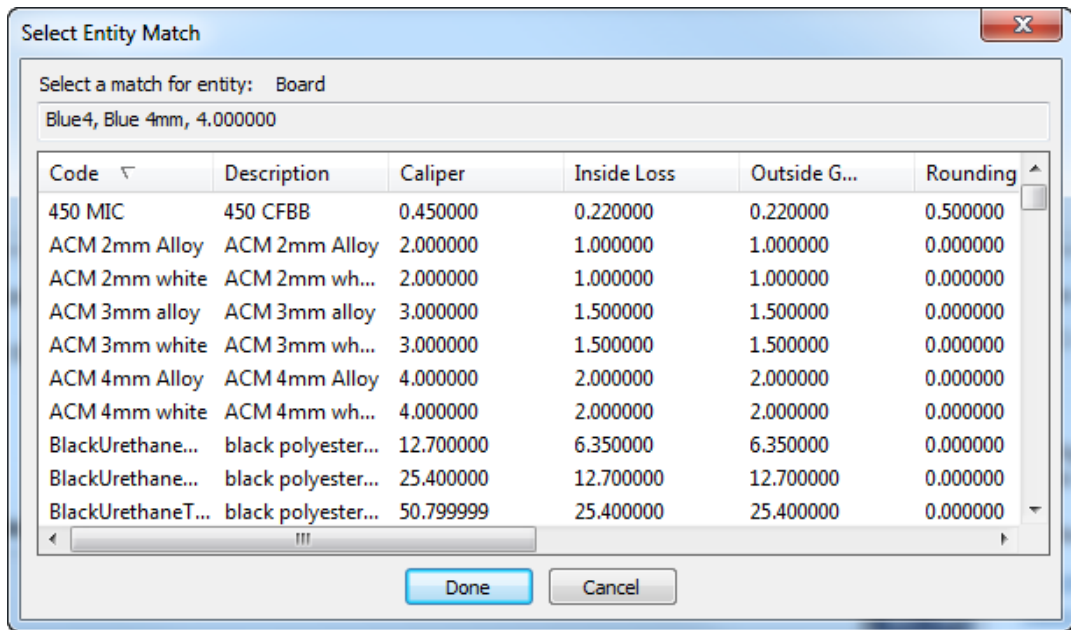 Select Entity Match
Select a match for entity: Board
Blue4, Blue 4mm, 4.000000
Code Description Caliper Inside Loss Outside G... Rounding
450 MIC 450 CFBB 0.450000 0.220000 0.220000 0.500000
ACM 2mm Alloy ACM 2mm Alloy 2.000000 1.000000 1.000000 0.000000
ACM 2mm white ACM 2mm wh... 2.000000 1.000000 1.000000 0.000000
ACM 3mm alloy ACM 3mm alloy 3.000000 1.500000 1.500000 0.000000
ACM 3mm white ACM 3mm wh... 3.000000 1.500000 1.500000 0.000000
ACM 4mm Alloy ACM 4mm Alloy 4.000000 2.000000 2.000000 0.000000
ACM 4mm white ACM 4mm wh... 4.000000 2.000000 2.000000 0.000000
BlackUrethane... black polyester... 12.700000 6.350000 6.350000 0.000000
BlackUrethane... black polyester... 25.400000 12.700000 12.700000 0.000000
BlackUrethaneT... black polyester... 50.799999 25.400000 25.400000 0.000000
Done Cancel